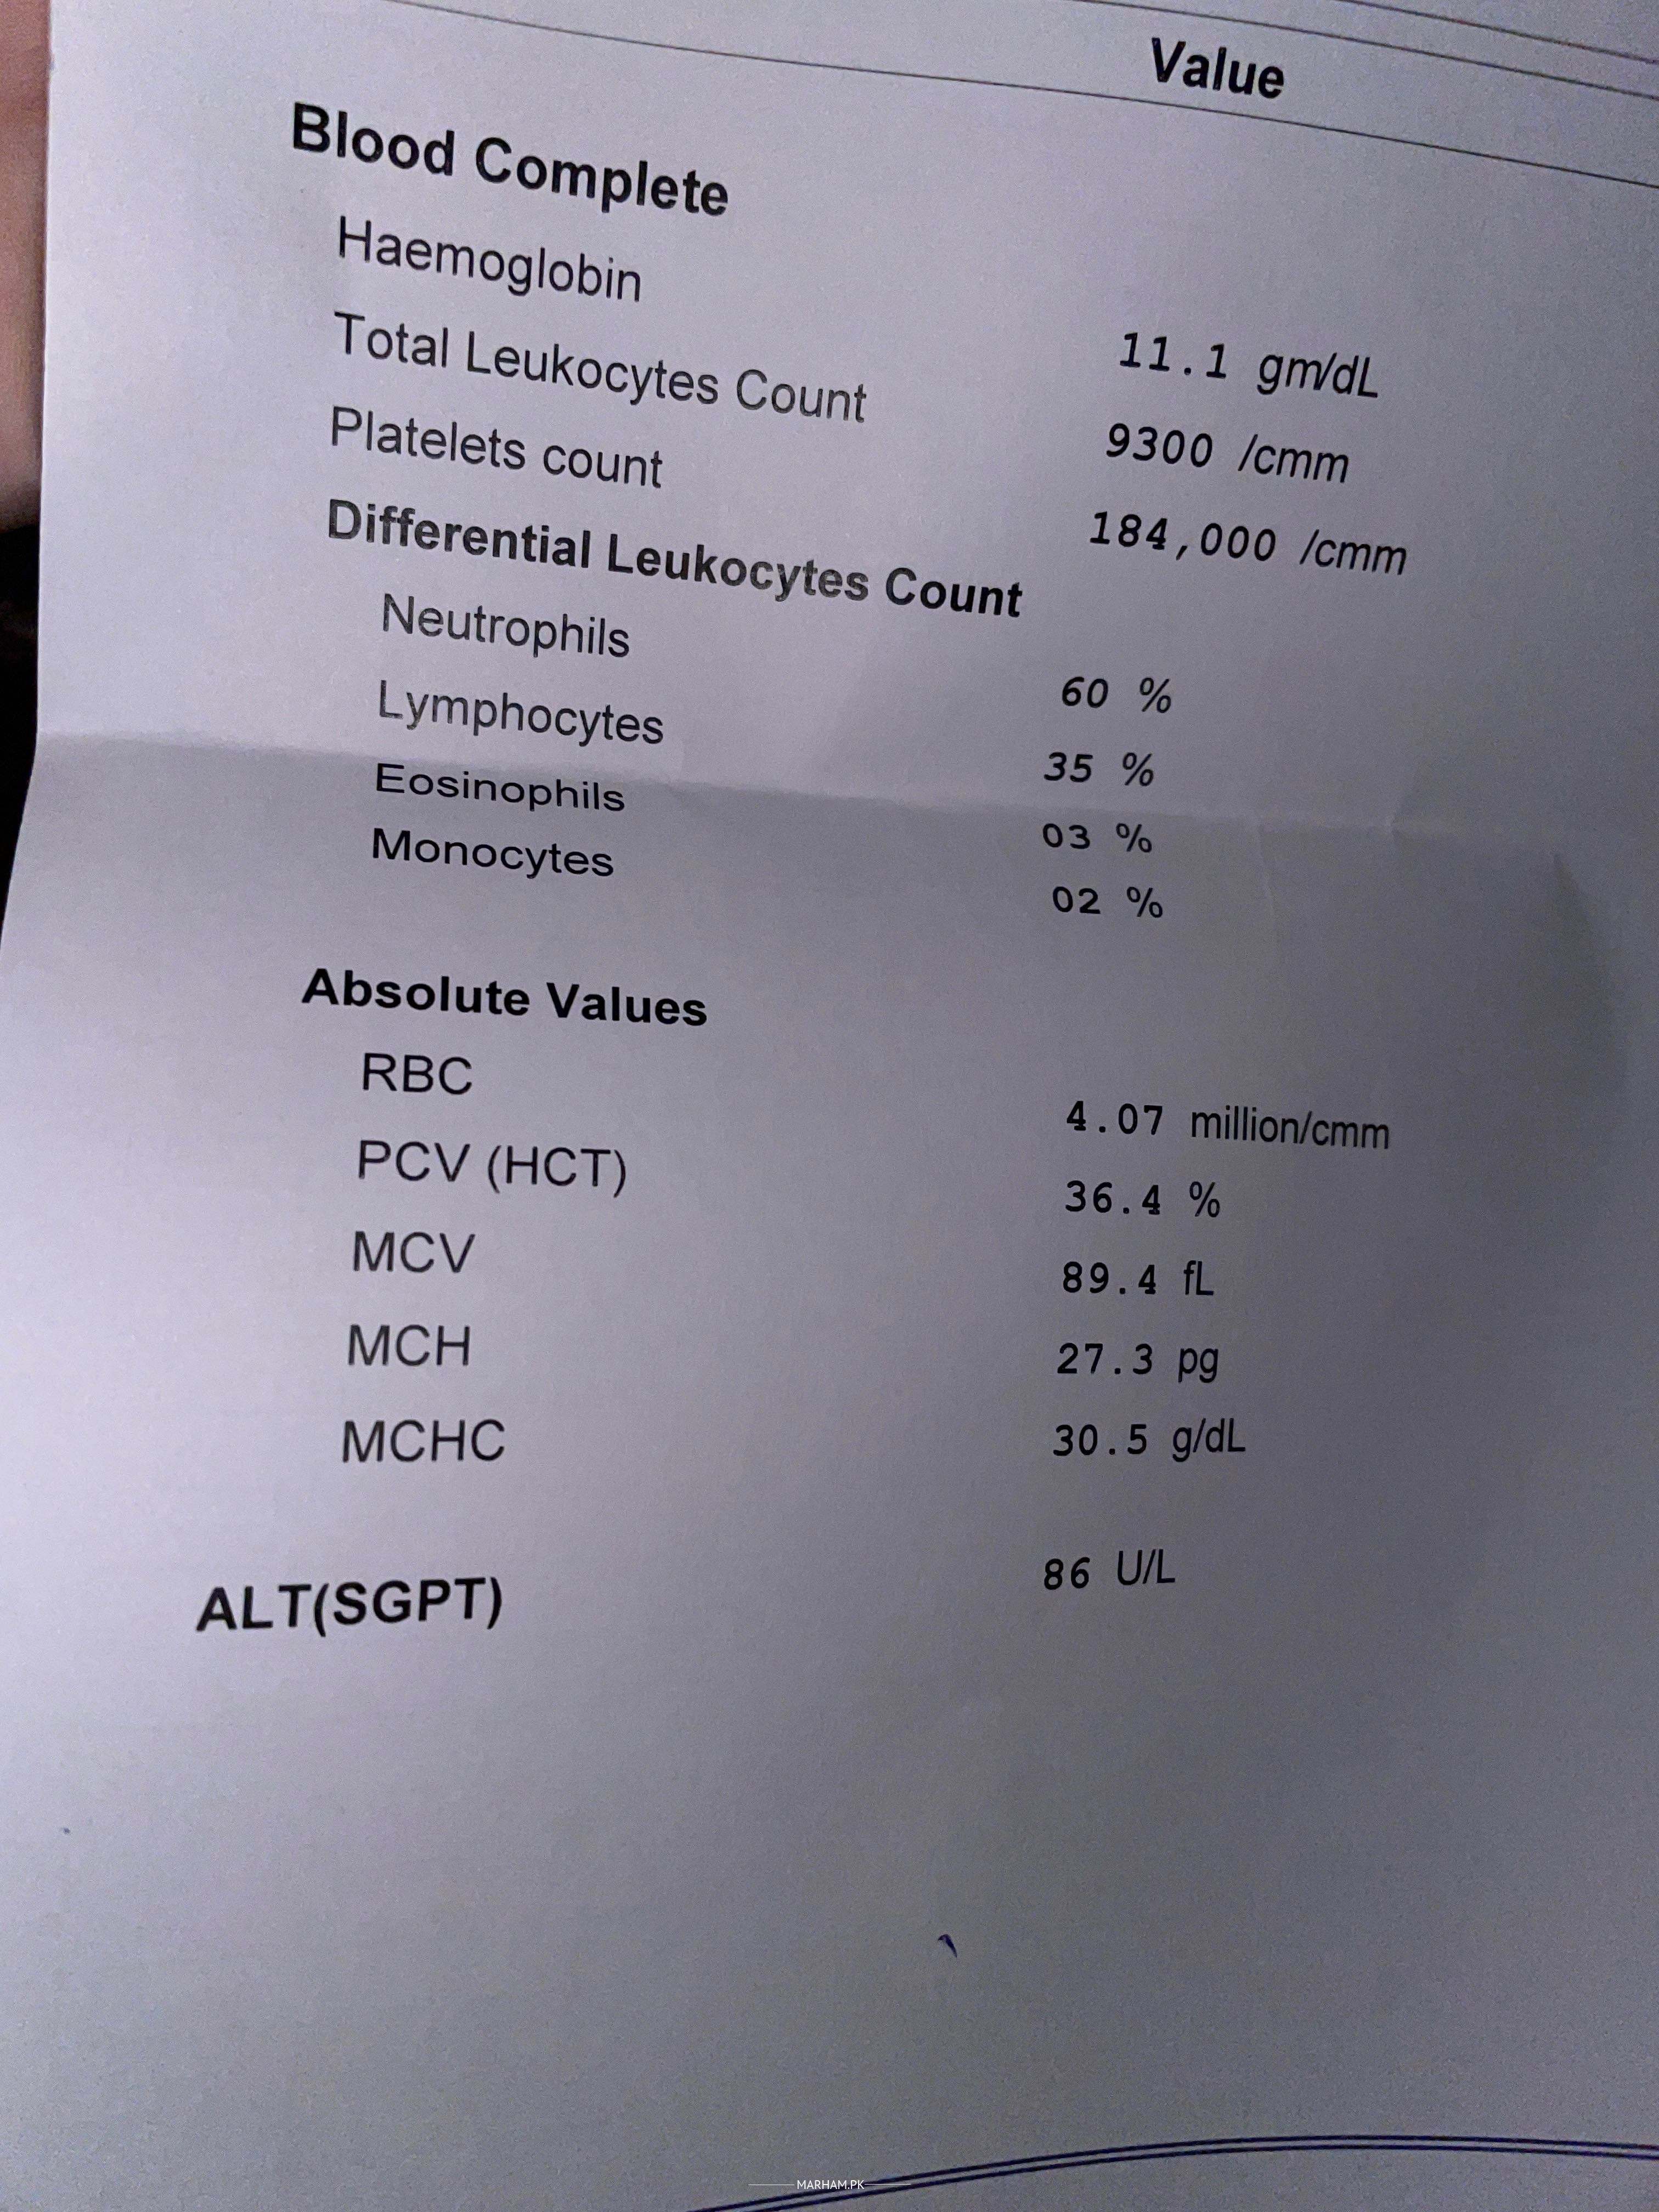 Value
Blood Complete
Haemoglobin 11.1 gm/dL
Total Leukocytes Count 9300 /cmm
Platelets count 184,000 /cmm
Differential Leukocytes Count
Neutrophils 60 %
Lymphocytes 35 %
Eosinophils 03 %
Monocytes 02 %
Absolute Values
RBC 4.07 million/cmm
PCV (HCT) 36.4 %
MCV 89.4 fL
MCH 27.3 pg
MCHC 30.5 g/dL
ALT(SGPT) 86 U/L
MARHAM.PK